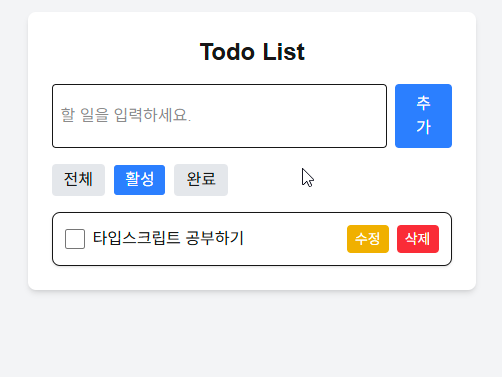 Todo List
할 일을 입력하세요.
추
가
전체 활성 완료
타입스크립트 공부하기 수정 삭제